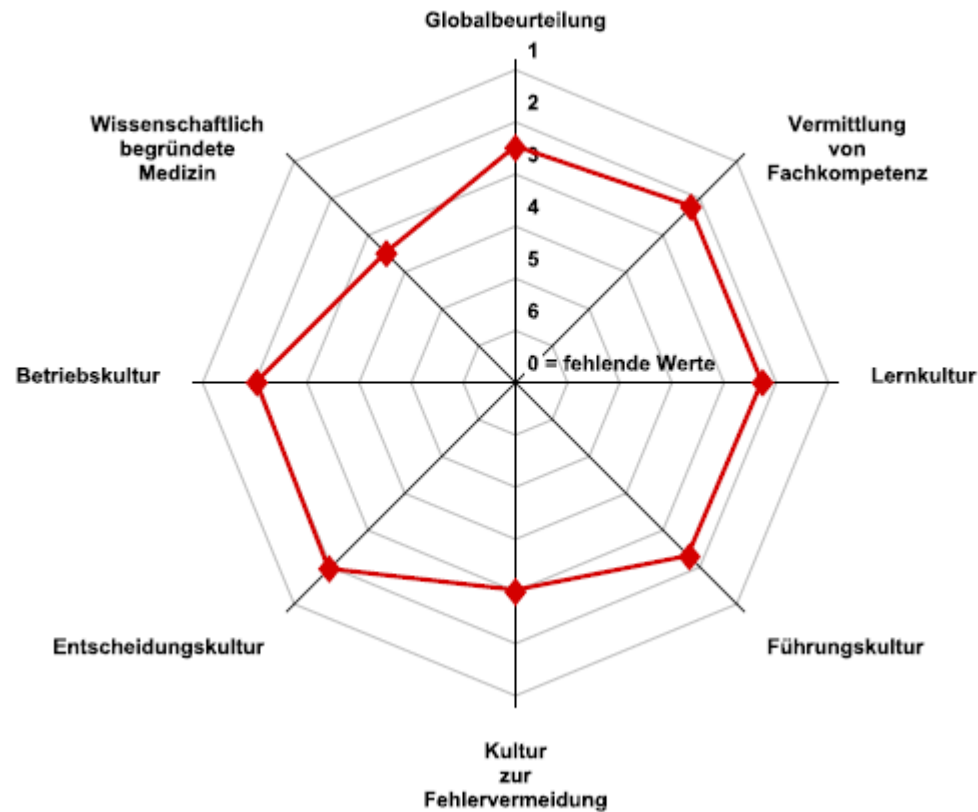 Globalbeurteilung
1
2
3
4
5
6
0 = fehlende Werte
Vermittlung
von
Fachkompetenz
Lernkultur
Führungskultur
Kultur
zur
Fehlervermeidung
Entscheidungskultur
Betriebskultur
Wissenschaftlich
begründete
Medizin